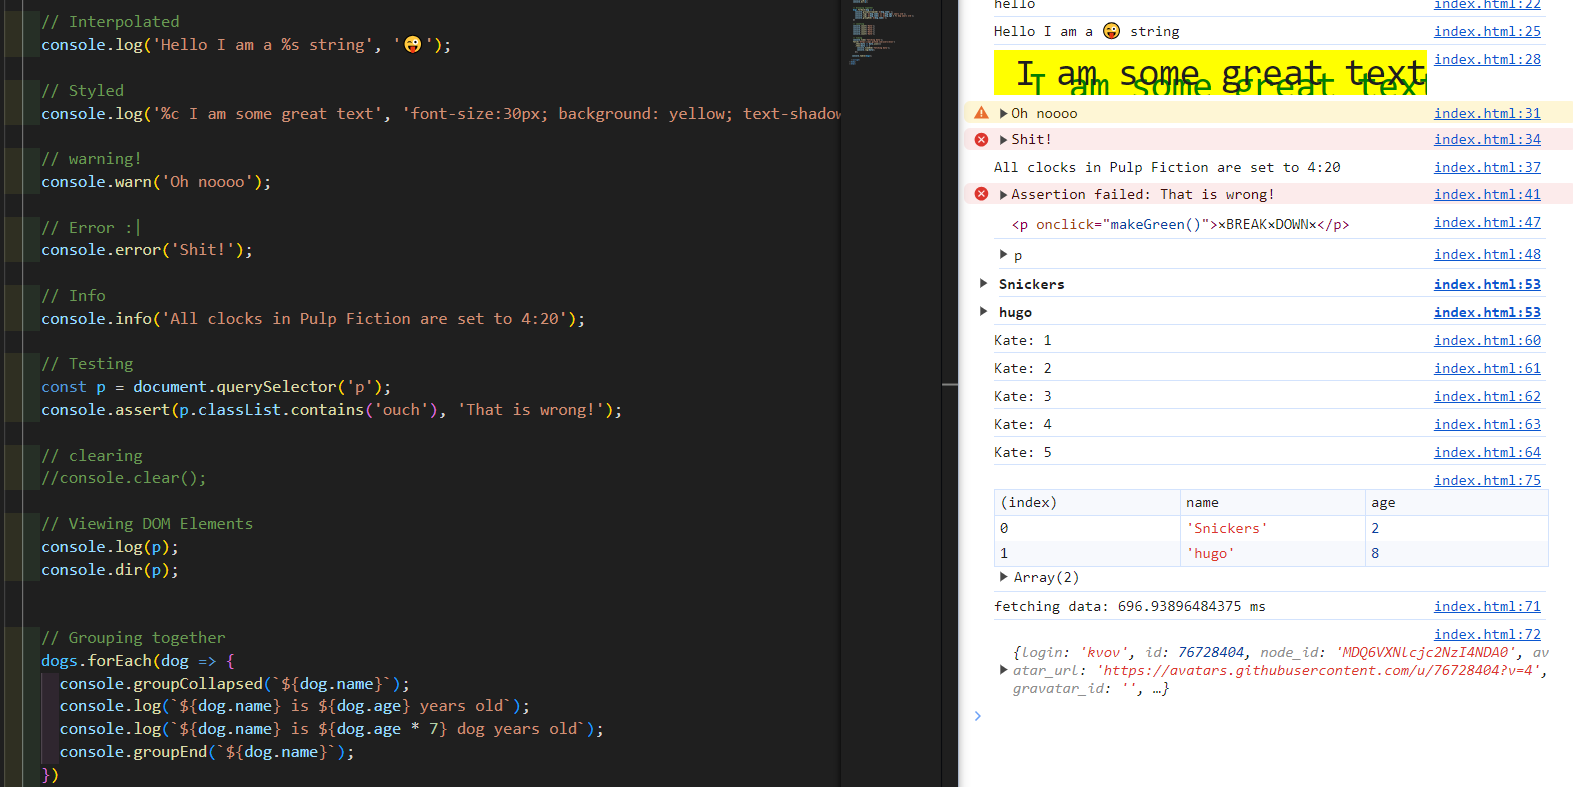 // Interpolated
console.log('Hello I am a %s string', '😜');
// Styled
console.log('%c I am some great text', 'font-size:30px; background: yellow; text-shadow
// warning!
console.warn('Oh noooo');
// Error :|
console.error('Shit!');
// Info
console.info('All clocks in Pulp Fiction are set to 4:20');
// Testing
const p = document.querySelector('p');
console.assert(p.classList.contains('ouch'), 'That is wrong!');
// clearing
//console.clear();
// Viewing DOM Elements
console.log(p);
console.dir(p);
// Grouping together
dogs.forEach(dog => {
console.groupCollapsed(`${dog.name}`);
console.log(`${dog.name} is ${dog.age} years old`);
console.log(`${dog.name} is ${dog.age * 7} dog years old`);
console.groupEnd(`${dog.name}`);
})
hello index.html:22
Hello I am a 😜 string index.html:25
I am some great text index.html:28
Oh noooo index.html:31
Shit! index.html:34
All clocks in Pulp Fiction are set to 4:20 index.html:37
Assertion failed: That is wrong! index.html:41
<p onclick="makeGreen()">×BREAK×DOWN×</p> index.html:47
p index.html:48
Snickers index.html:53
hugo index.html:53
Kate: 1 index.html:60
Kate: 2 index.html:61
Kate: 3 index.html:62
Kate: 4 index.html:63
Kate: 5 index.html:64
index.html:75
(index) name age
0 'Snickers' 2
1 'hugo' 8
Array(2)
fetching data: 696.93896484375 ms index.html:71
index.html:72
{login: 'kvov', id: 76728404, node_id: 'MDQ6VXNlcjc2NzI4NDA0', av
atar_url: 'https://avatars.githubusercontent.com/u/76728404?v=4',
gravatar_id: '', …}